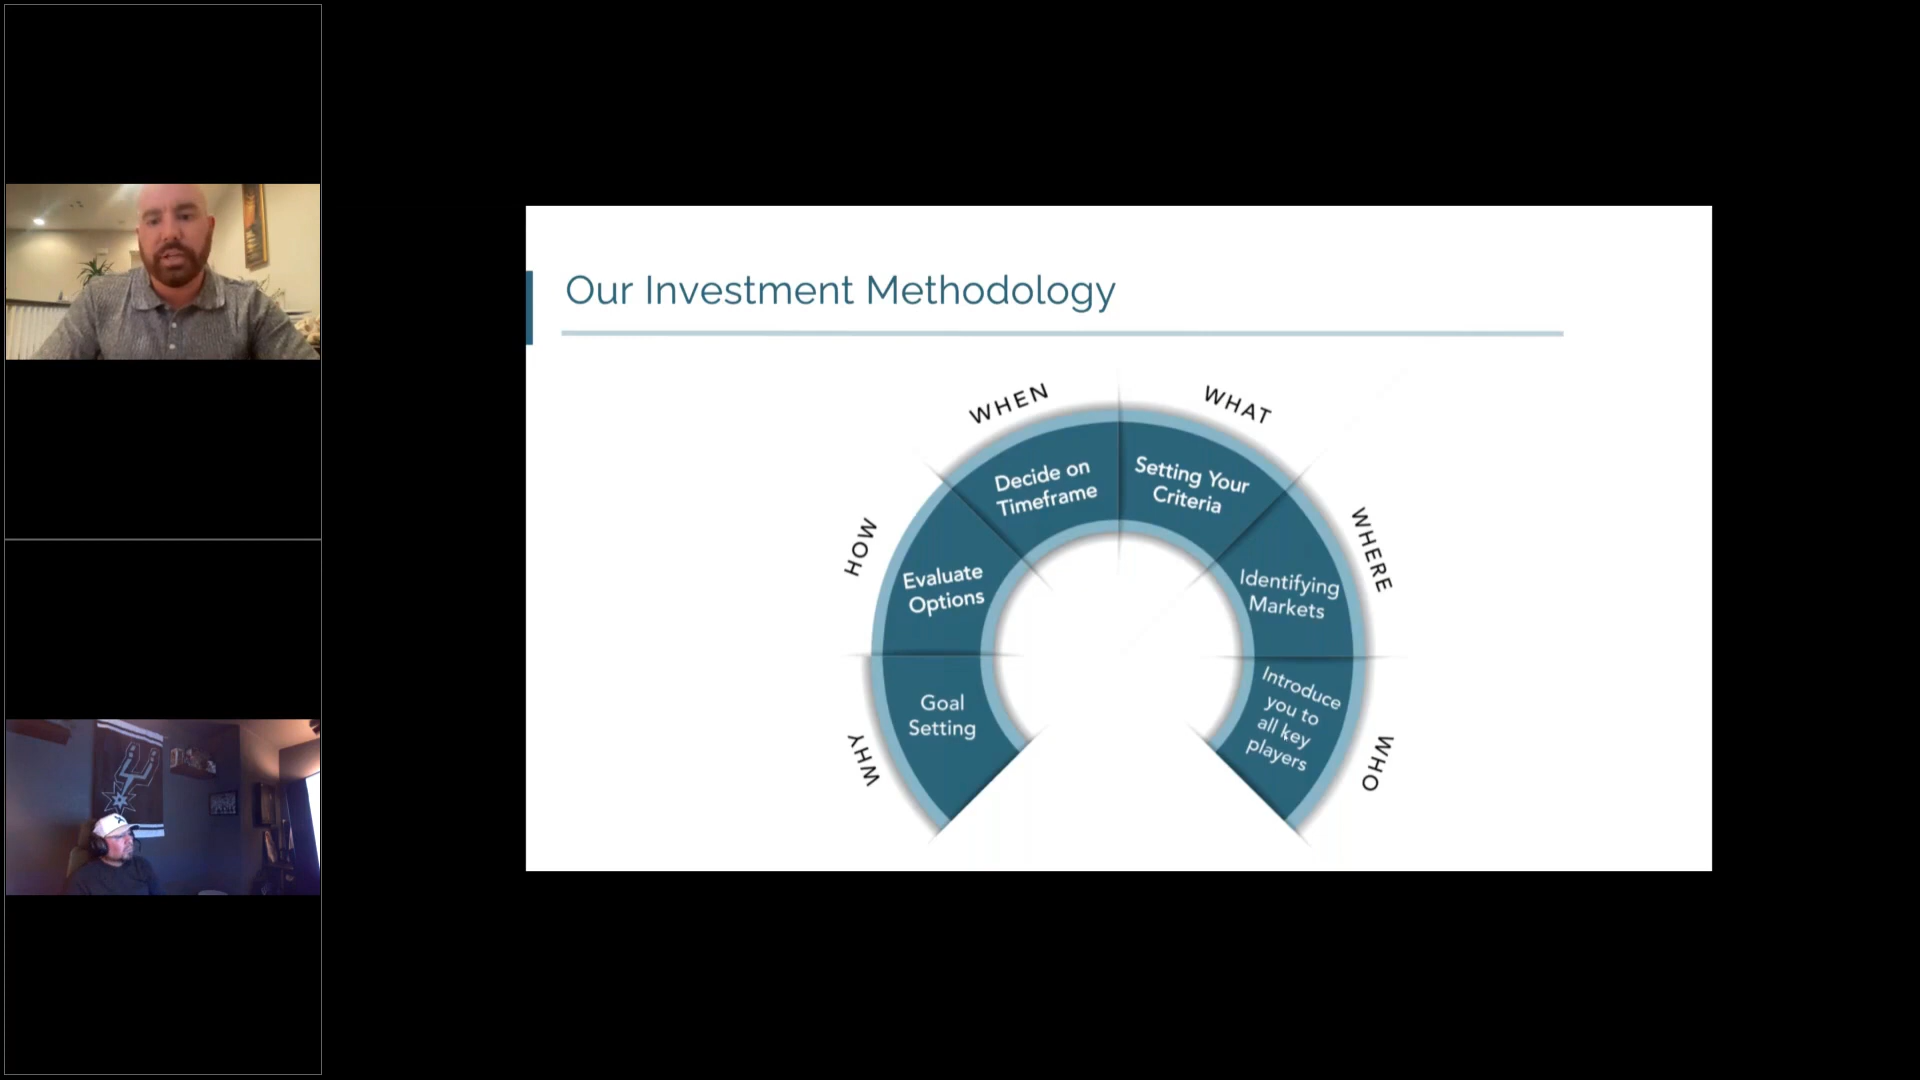 Our Investment Methodology
WHY
Goal
Setting
HOW
Evaluate
Options
WHEN
Decide on
Timeframe
WHAT
Setting Your
Criteria
WHERE
Identifying
Markets
WHO
Introduce
you to
all key
players